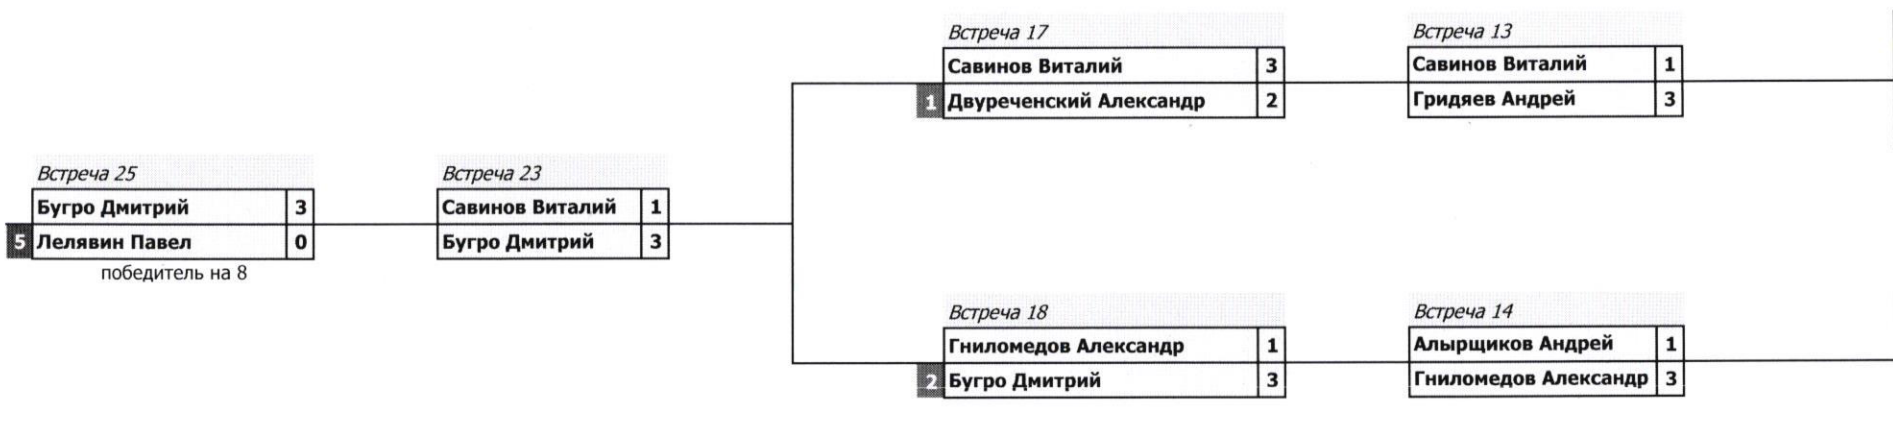 Встреча 17
Савинов Виталий 3
1 Двуреченский Александр 2
Встреча 13
Савинов Виталий 1
Гридяев Андрей 3
Встреча 25
Бугро Дмитрий 3
5 Лелявин Павел 0
победитель на 8
Встреча 23
Савинов Виталий 1
Бугро Дмитрий 3
Встреча 18
Гниломедов Александр 1
2 Бугро Дмитрий 3
Встреча 14
Алырщиков Андрей 1
Гниломедов Александр 3